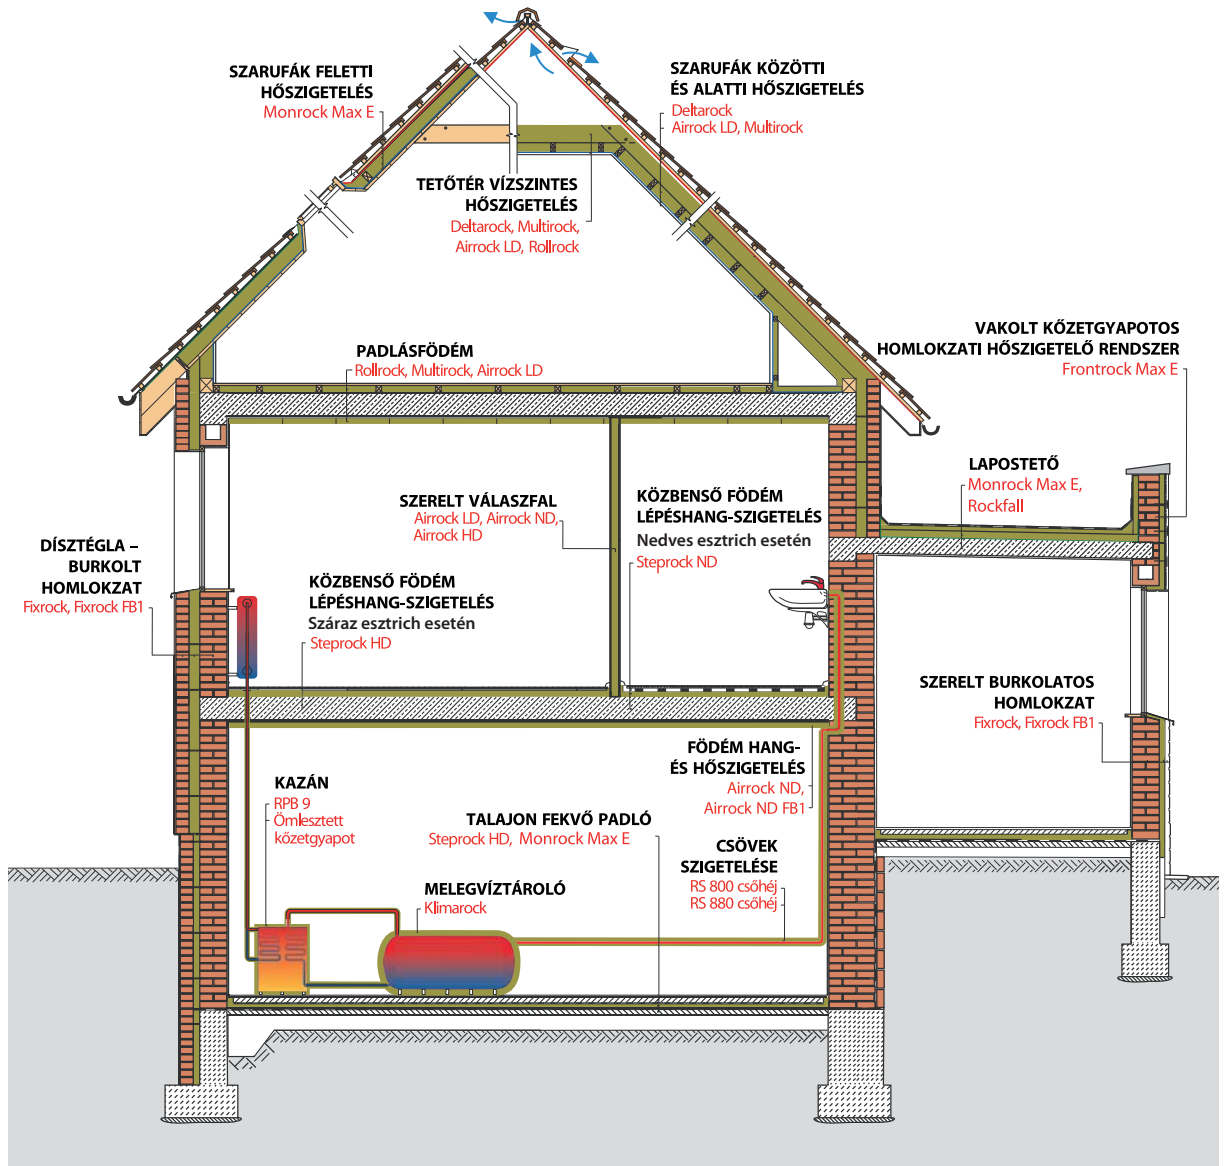 SZARUFÁK FELETTI
HŐSZIGETELÉS
Monrock Max E
SZARUFÁK KÖZÖTTI
ÉS ALATTI HŐSZIGETELÉS
Deltarock
Airrock LD, Multirock
TETŐTÉR VÍZSZINTES
HŐSZIGETELÉS
Deltarock, Multirock,
Airrock LD, Rollrock
VAKOLT KŐZETGYAPOTOS
HOMLOKZATI HŐSZIGETELŐ RENDSZER
Frontrock Max E
PADLÁSFÖDÉM
Rollrock, Multirock, Airrock LD
LAPOSTETŐ
Monrock Max E,
Rockfall
SZERELT VÁLASZFAL
Airrock LD, Airrock ND,
Airrock HD
KÖZBENSŐ FÖDÉM
LÉPÉSHANG-SZIGETELÉS
Nedves esztrich esetén
Steprock ND
DÍSZTÉGLA –
BURKOLT
HOMLOKZAT
Fixrock, Fixrock FB1
KÖZBENSŐ FÖDÉM
LÉPÉSHANG-SZIGETELÉS
Száraz esztrich esetén
Steprock HD
SZERELT BURKOLATOS
HOMLOKZAT
Fixrock, Fixrock FB1
FÖDÉM HANG-
ÉS HŐSZIGETELÉS
Airrock ND,
Airrock ND FB1
KAZÁN
RPB 9
Ömlesztett
kőzetgyapot
TALAJON FEKVŐ PADLÓ
Steprock HD, Monrock Max E
CSÖVEK
SZIGETELÉSE
RS 800 csőhéj
RS 880 csőhéj
MELEGVÍZTÁROLÓ
Klimarock